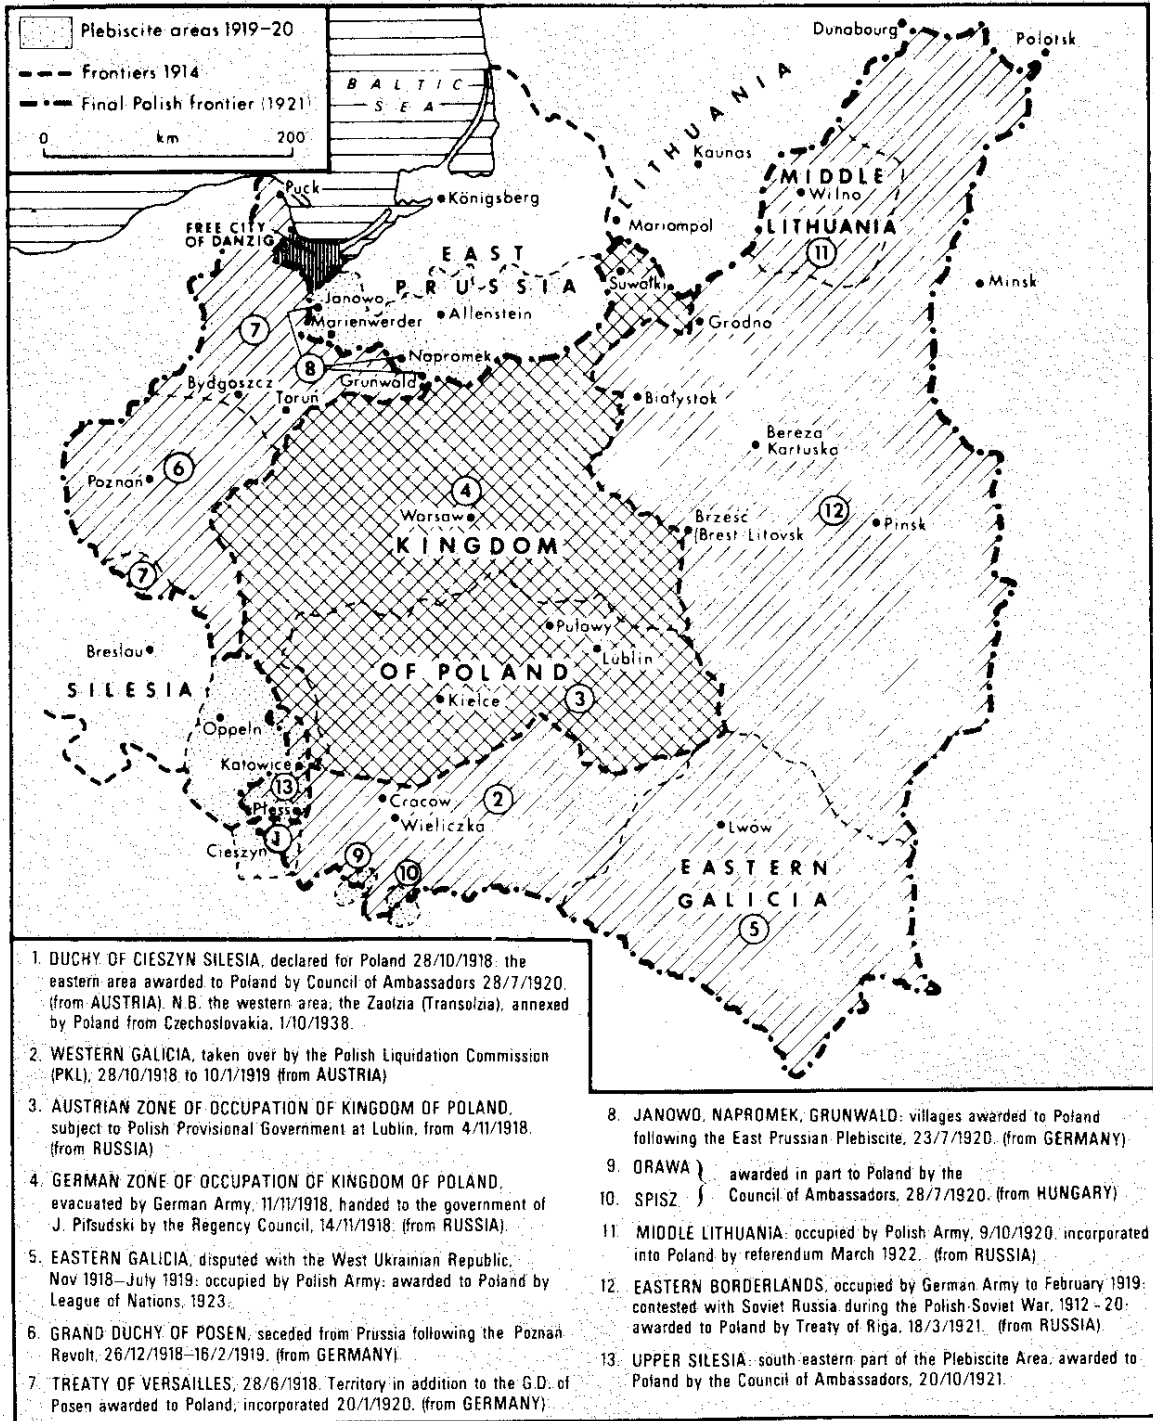 Plebiscite areas 1919-20
Frontiers 1914
Final Polish frontier (1921)
0 km 200
BALTIC
SEA
Dunabourg
Polotsk
LITHUANIA
Kaunas
MIDDLE
Wilno
LITHUANIA
11
Mariompol
Minsk
Puck
Königsberg
FREE CITY
OF DANZIG
EAST
PRUSSIA
Suwałki
Janowo
Marienwerder
Allenstein
Grodno
7
8
Napromek
Grunwald
Bydgoszcz
Toruń
Białystok
Bereza
Kartuska
Poznań
6
4
Warsaw
KINGDOM
12
Pinsk
Brześć
(Brest-Litovsk
7
Puławy
Breslau
Lublin
OF POLAND
SILESIA
Kielce
3
Oppeln
Katowice
13
Pless
Cracow
2
Wieliczka
Lwow
1
Cieszyn
9
10
EASTERN
GALICIA
5
1. DUCHY OF CIESZYN SILESIA, declared for Poland 28/10/1918: the
eastern area awarded to Poland by Council of Ambassadors 28/7/1920.
(from AUSTRIA). N.B. the western area, the Zaolzia (Transolzia), annexed
by Poland from Czechoslovakia, 1/10/1938.
2. WESTERN GALICIA, taken over by the Polish Liquidation Commission
(PKL), 28/10/1918 to 10/1/1919 (from AUSTRIA)
3. AUSTRIAN ZONE OF OCCUPATION OF KINGDOM OF POLAND,
subject to Polish Provisional Government at Lublin, from 4/11/1918.
(from RUSSIA)
4. GERMAN ZONE OF OCCUPATION OF KINGDOM OF POLAND,
evacuated by German Army, 11/11/1918, handed to the government of
J. Piłsudski by the Regency Council, 14/11/1918. (from RUSSIA).
5. EASTERN GALICIA, disputed with the West Ukrainian Republic,
Nov 1918–July 1919: occupied by Polish Army: awarded to Poland by
League of Nations, 1923.
6. GRAND DUCHY OF POSEN, seceded from Prussia following the Poznań
Revolt, 26/12/1918–16/2/1919. (from GERMANY)
7. TREATY OF VERSAILLES, 28/6/1918. Territory in addition to the G.D. of
Posen awarded to Poland, incorporated 20/1/1920. (from GERMANY)
8. JANOWO, NAPROMEK, GRUNWALD: villages awarded to Poland
following the East Prussian Plebiscite, 23/7/1920. (from GERMANY)
9. ORAWA } awarded in part to Poland by the
10. SPISZ } Council of Ambassadors, 28/7/1920. (from HUNGARY)
11. MIDDLE LITHUANIA: occupied by Polish Army, 9/10/1920. incorporated
into Poland by referendum March 1922. (from RUSSIA)
12. EASTERN BORDERLANDS, occupied by German Army to February 1919:
contested with Soviet Russia during the Polish-Soviet War, 1912-20:
awarded to Poland by Treaty of Riga, 18/3/1921. (from RUSSIA)
13. UPPER SILESIA: south eastern part of the Plebiscite Area, awarded to
Poland by the Council of Ambassadors, 20/10/1921.